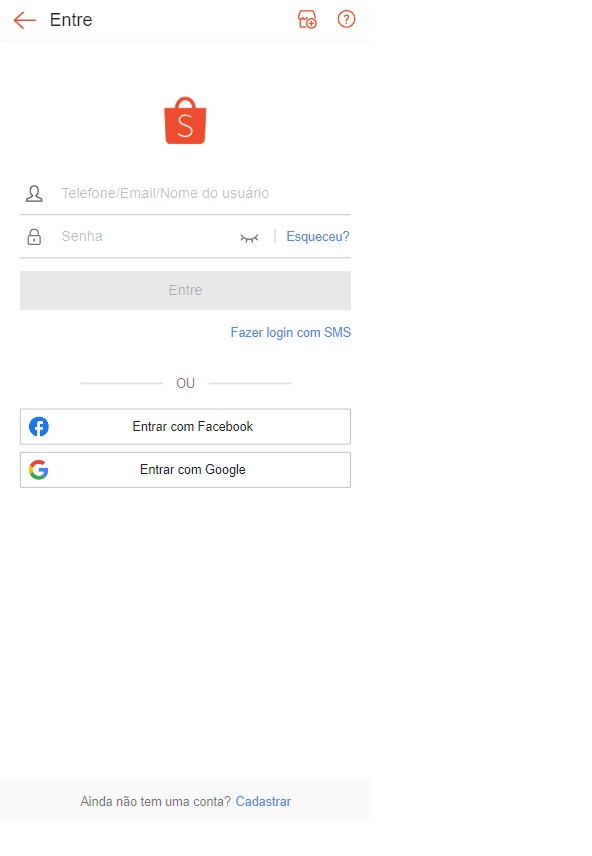 Entre
S
Telefone/Email/Nome do usuário
Senha
Esqueceu?
Entre
Fazer login com SMS
OU
Entrar com Facebook
Entrar com Google
Ainda não tem uma conta? Cadastrar